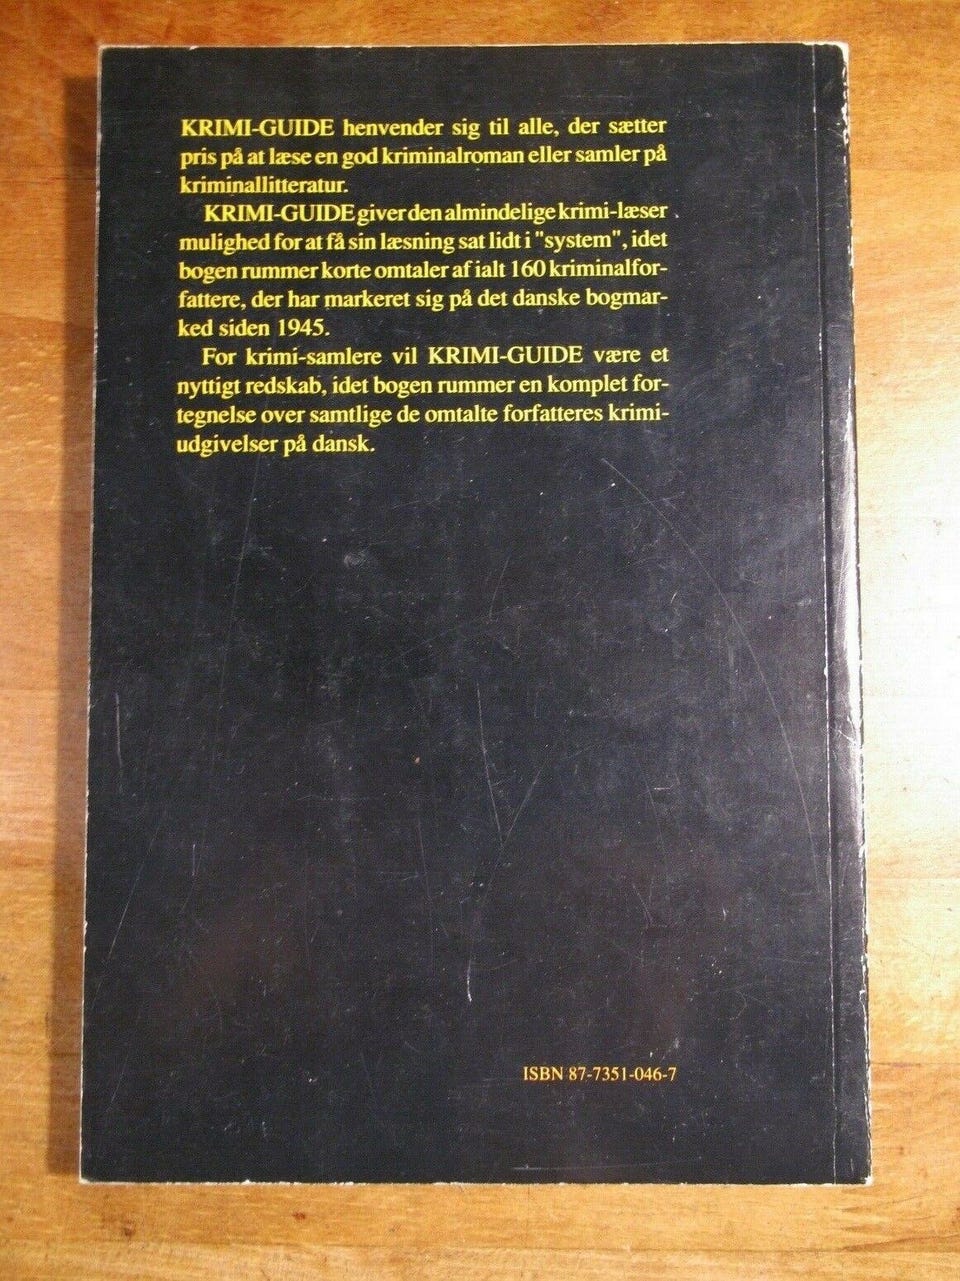 KRIMI-GUIDE henvender sig til alle, der sætter
pris på at læse en god kriminalroman eller samler på
kriminallitteratur.
KRIMI-GUIDE giver den almindelige krimi-læser
mulighed for at få sin læsning sat lidt i "system", idet
bogen rummer korte omtaler af ialt 160 kriminalfor-
fattere, der har markeret sig på det danske bogmar-
ked siden 1945.
For krimi-samlere vil KRIMI-GUIDE være et
nyttigt redskab, idet bogen rummer en komplet for-
tegnelse over samtlige de omtalte forfatteres krimi-
udgivelser på dansk.
ISBN 87-7351-046-7